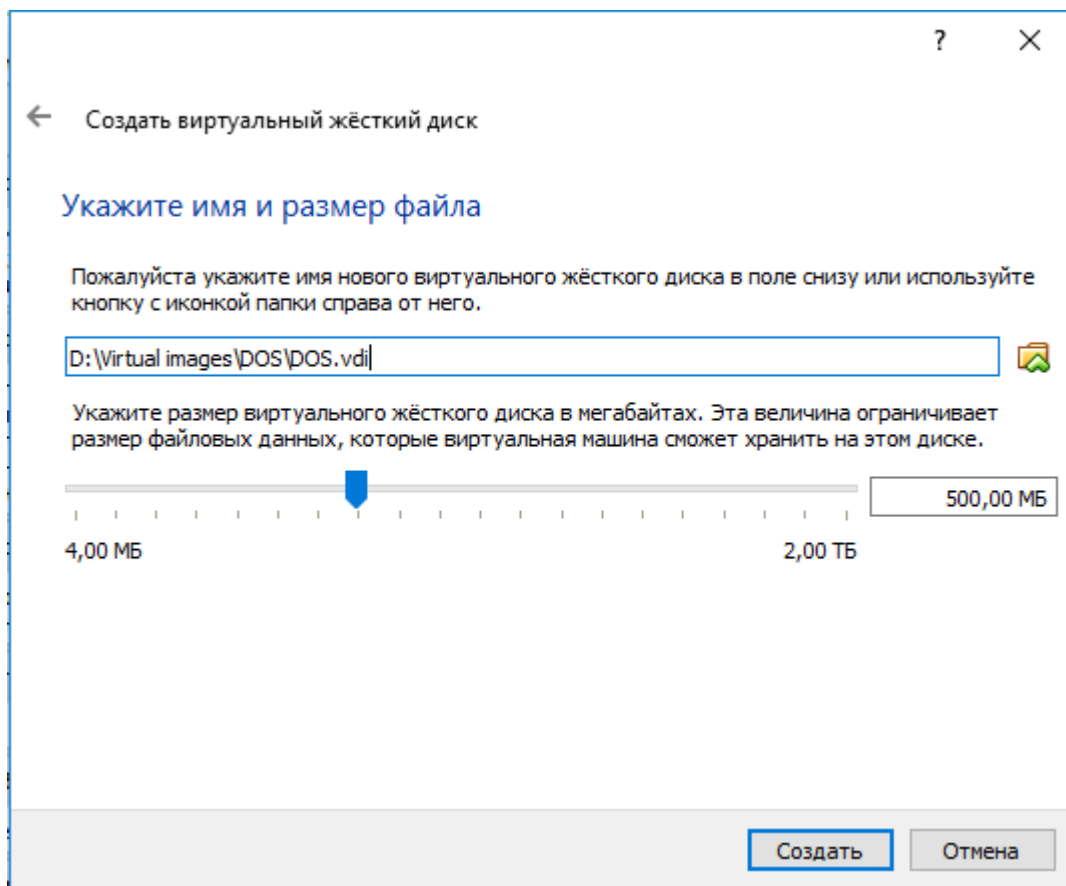 ?
Создать виртуальный жёсткий диск
Укажите имя и размер файла
Пожалуйста укажите имя нового виртуального жёсткого диска в поле снизу или используйте
кнопку с иконкой папки справа от него.
D:\Virtual images\DOS\DOS.vdi
Укажите размер виртуального жёсткого диска в мегабайтах. Эта величина ограничивает
размер файловых данных, которые виртуальная машина сможет хранить на этом диске.
500,00 МБ
4,00 МБ 2,00 ТБ
Создать Отмена